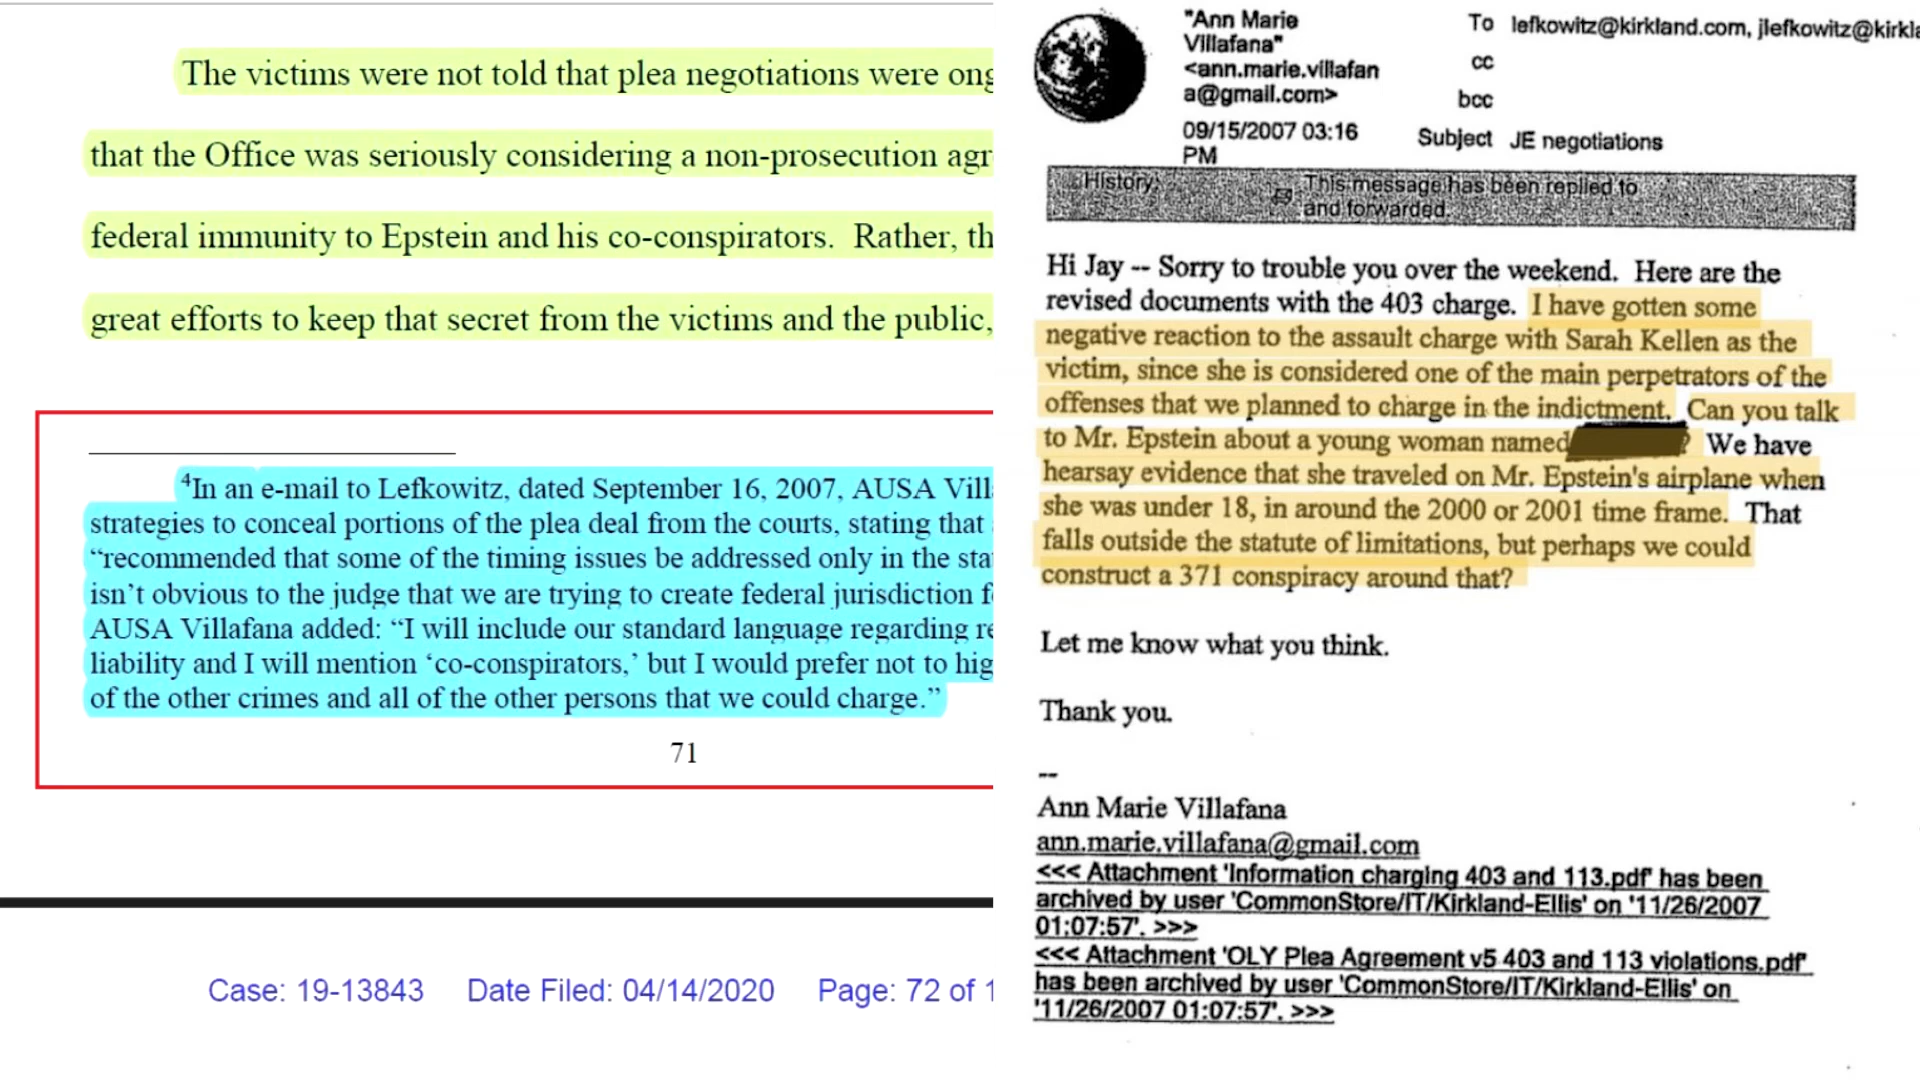 The victims were not told that plea negotiations were ong
that the Office was seriously considering a non-prosecution agr
federal immunity to Epstein and his co-conspirators. Rather, th
great efforts to keep that secret from the victims and the public,
4In an e-mail to Lefkowitz, dated September 16, 2007, AUSA Vill
strategies to conceal portions of the plea deal from the courts, stating that
“recommended that some of the timing issues be addressed only in the sta
isn’t obvious to the judge that we are trying to create federal jurisdiction f
AUSA Villafana added: “I will include our standard language regarding re
liability and I will mention ‘co-conspirators,’ but I would prefer not to hig
of the other crimes and all of the other persons that we could charge.”
71
Case: 19-13843 Date Filed: 04/14/2020 Page: 72 of 1
"Ann Marie
Villafana"
<ann.marie.villafan
a@gmail.com>
09/15/2007 03:16
PM
To lefkowitz@kirkland.com, jlefkowitz@kirkla
cc
bcc
Subject JE negotiations
History: This message has been replied to
and forwarded.
Hi Jay -- Sorry to trouble you over the weekend. Here are the
revised documents with the 403 charge. I have gotten some
negative reaction to the assault charge with Sarah Kellen as the
victim, since she is considered one of the main perpetrators of the
offenses that we planned to charge in the indictment. Can you talk
to Mr. Epstein about a young woman named ? We have
hearsay evidence that she traveled on Mr. Epstein's airplane when
she was under 18, in around the 2000 or 2001 time frame. That
falls outside the statute of limitations, but perhaps we could
construct a 371 conspiracy around that?
Let me know what you think.
Thank you.
--
Ann Marie Villafana
ann.marie.villafana@gmail.com
<<< Attachment 'Information charging 403 and 113.pdf' has been
archived by user 'CommonStore/IT/Kirkland-Ellis' on '11/26/2007
01:07:57'. >>>
<<< Attachment 'OLY Plea Agreement v5 403 and 113 violations.pdf'
has been archived by user 'CommonStore/IT/Kirkland-Ellis' on
'11/26/2007 01:07:57'. >>>